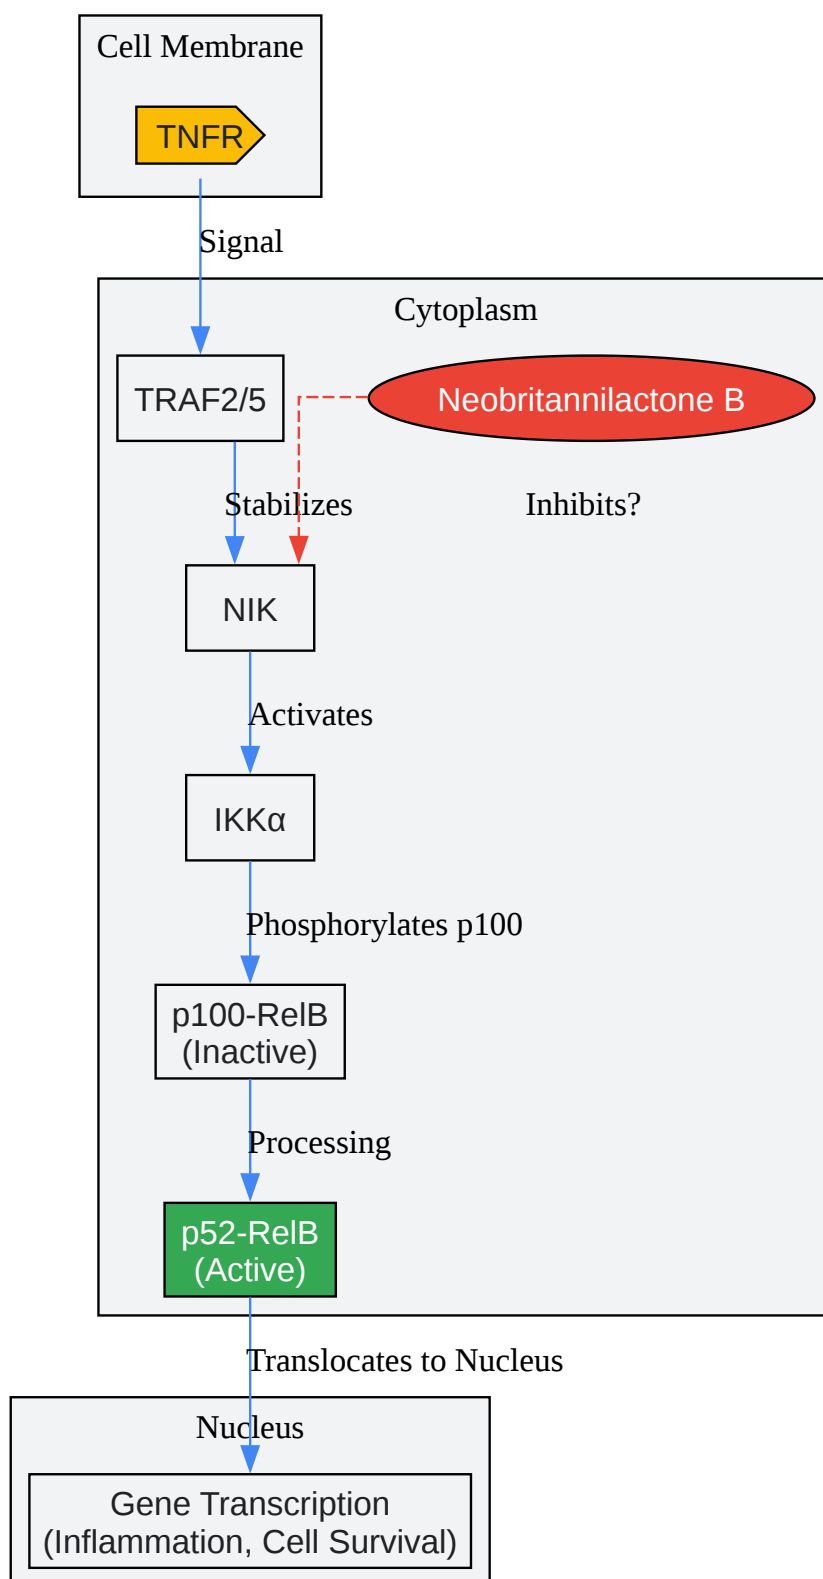 Cell Membrane
TNFR
Signal
Cytoplasm
TRAF2/5
Neobritannilactone B
Stabilizes
Inhibits?
NIK
Activates
IKKα
Phosphorylates p100
p100-RelB
(Inactive)
Processing
p52-RelB
(Active)
Translocates to Nucleus
Nucleus
Gene Transcription
(Inflammation, Cell Survival)